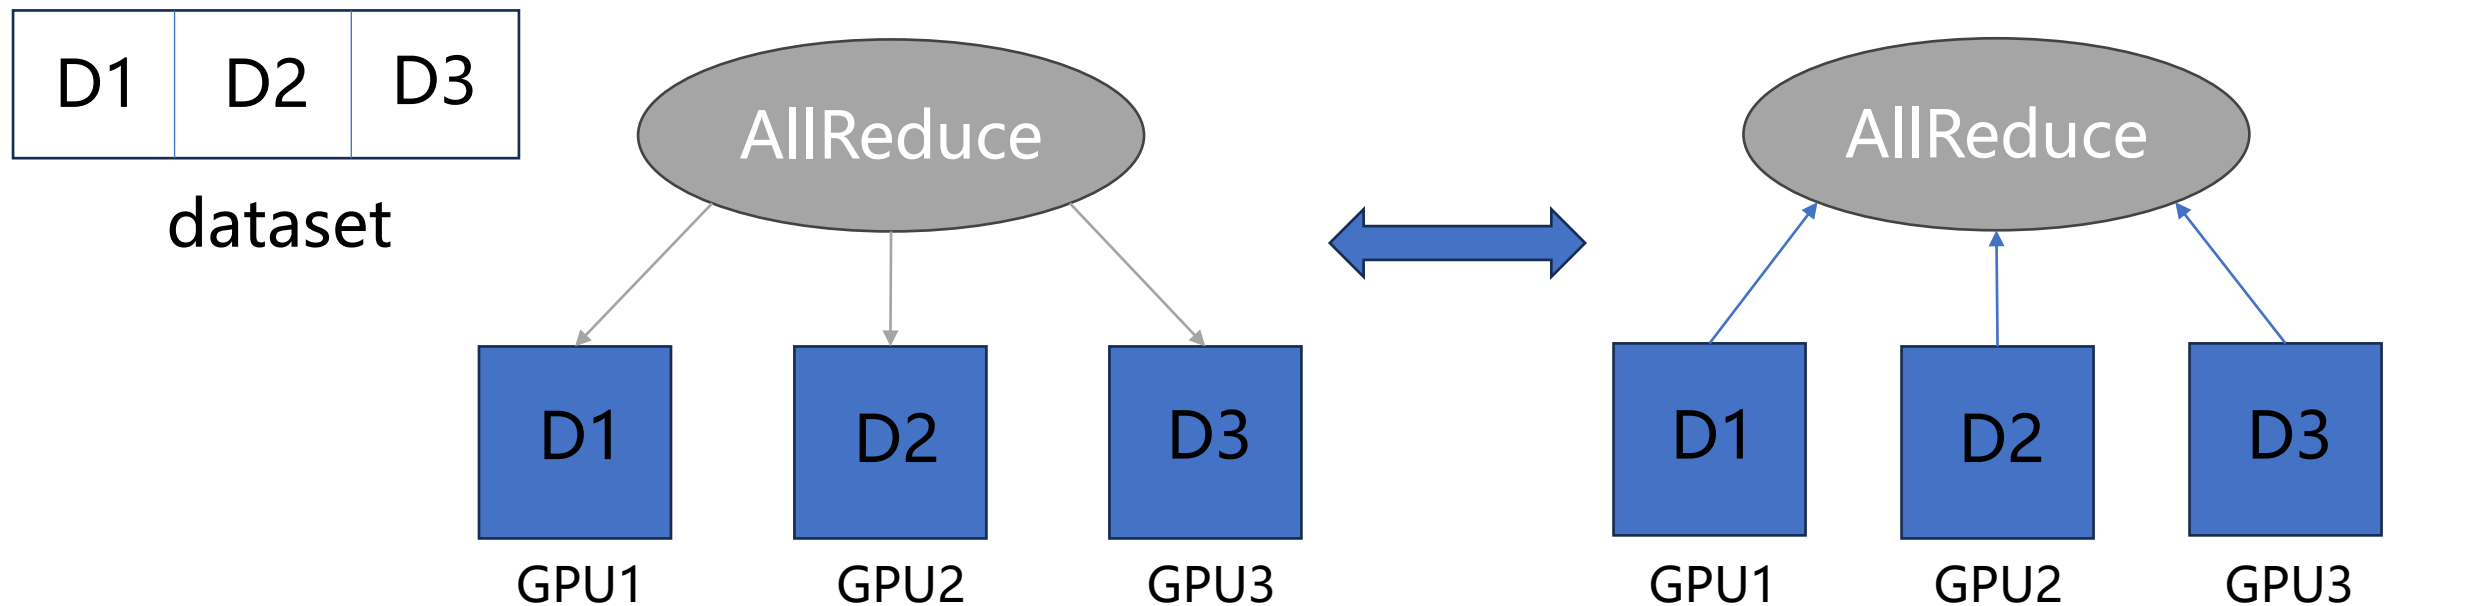 D1 D2 D3
dataset
AllReduce
D1 D2 D3
GPU1 GPU2 GPU3
AllReduce
D1 D2 D3
GPU1 GPU2 GPU3